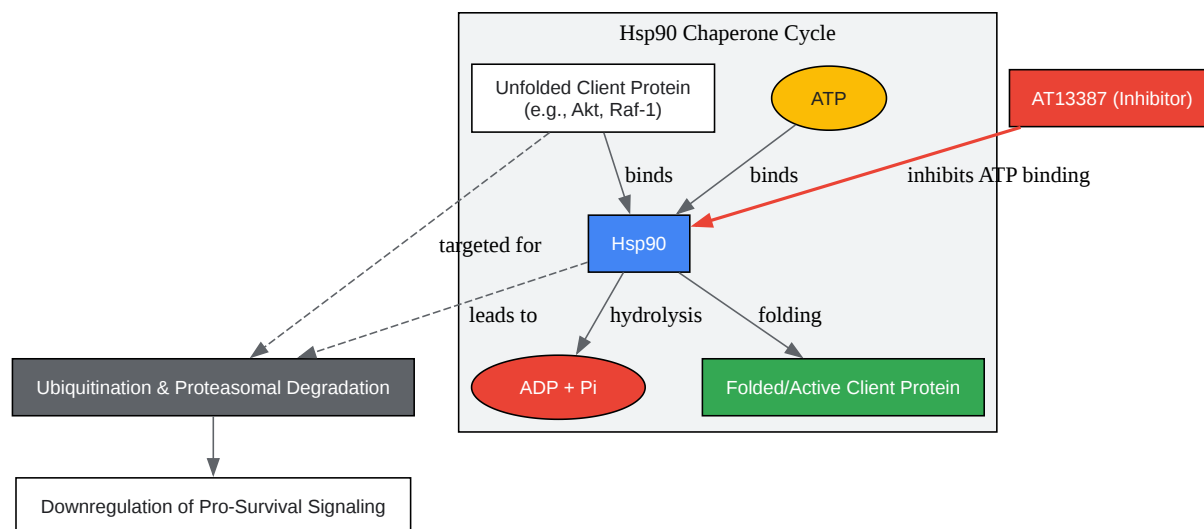 Hsp90 Chaperone Cycle
Unfolded Client Protein
(e.g., Akt, Raf-1)
ATP
AT13387 (Inhibitor)
binds
binds
inhibits ATP binding
targeted for
Hsp90
leads to
hydrolysis
folding
Ubiquitination & Proteasomal Degradation
ADP + Pi
Folded/Active Client Protein
Downregulation of Pro-Survival Signaling